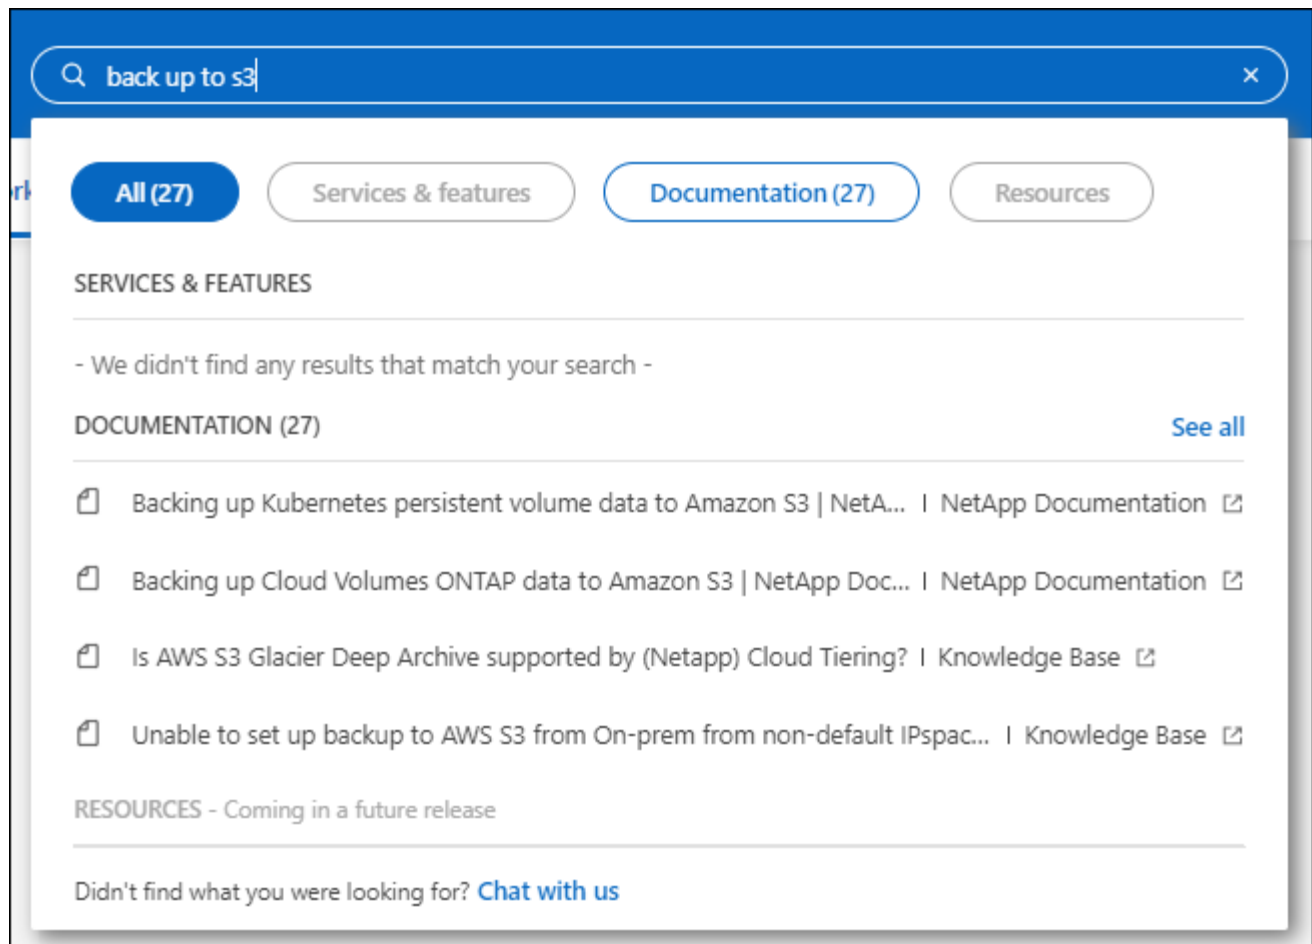 back up to s3
ork
All (27)
Services & features
Documentation (27)
Resources
SERVICES & FEATURES
- We didn't find any results that match your search -
DOCUMENTATION (27) See all
Backing up Kubernetes persistent volume data to Amazon S3 | NetA... | NetApp Documentation
Backing up Cloud Volumes ONTAP data to Amazon S3 | NetApp Doc... | NetApp Documentation
Is AWS S3 Glacier Deep Archive supported by (Netapp) Cloud Tiering? | Knowledge Base
Unable to set up backup to AWS S3 from On-prem from non-default IPspac... | Knowledge Base
RESOURCES - Coming in a future release
Didn't find what you were looking for? Chat with us